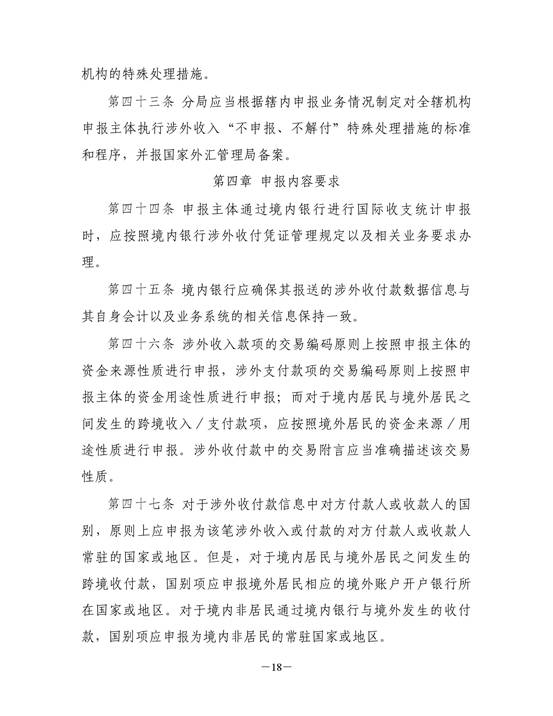 机构的特殊处理措施。
第四十三条 分局应当根据辖内申报业务情况制定对全辖机构
申报主体执行涉外收入“不申报、不解付”特殊处理措施的标准
和程序，并报国家外汇管理局备案。
第四章 申报内容要求
第四十四条 申报主体通过境内银行进行国际收支统计申报
时，应按照境内银行涉外收付凭证管理规定以及相关业务要求办
理。
第四十五条 境内银行应确保其报送的涉外收付款数据信息与
其自身会计以及业务系统的相关信息保持一致。
第四十六条 涉外收入款项的交易编码原则上按照申报主体的
资金来源性质进行申报，涉外支付款项的交易编码原则上按照申
报主体的资金用途性质进行申报；而对于境内居民与境外居民之
间发生的跨境收入／支付款项，应按照境外居民的资金来源／用
途性质进行申报。涉外收付款中的交易附言应当准确描述该交易
性质。
第四十七条 对于涉外收付款信息中对方付款人或收款人的国
别，原则上应申报为该笔涉外收入或付款的对方付款人或收款人
常驻的国家或地区。但是，对于境内居民与境外居民之间发生的
跨境收付款，国别项应申报境外居民相应的境外账户开户银行所
在国家或地区。对于境内非居民通过境内银行与境外发生的收付
款，国别项应申报为境内非居民的常驻国家或地区。
－18－